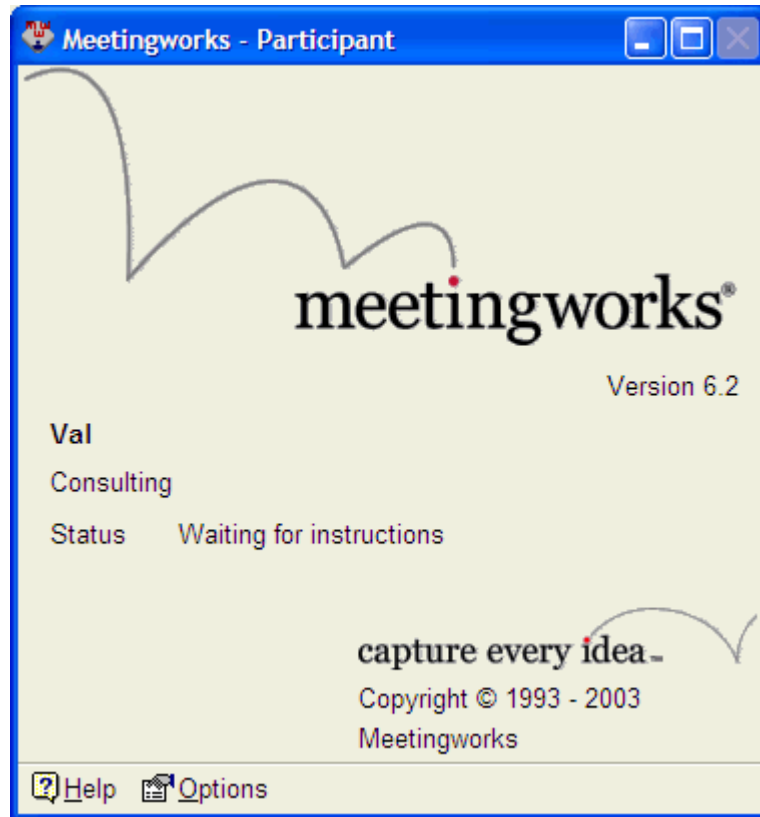 Meetingworks - Participant
meetingworks®
Version 6.2
Val
Consulting
Status Waiting for instructions
capture every idea™
Copyright © 1993 - 2003
Meetingworks
Help Options